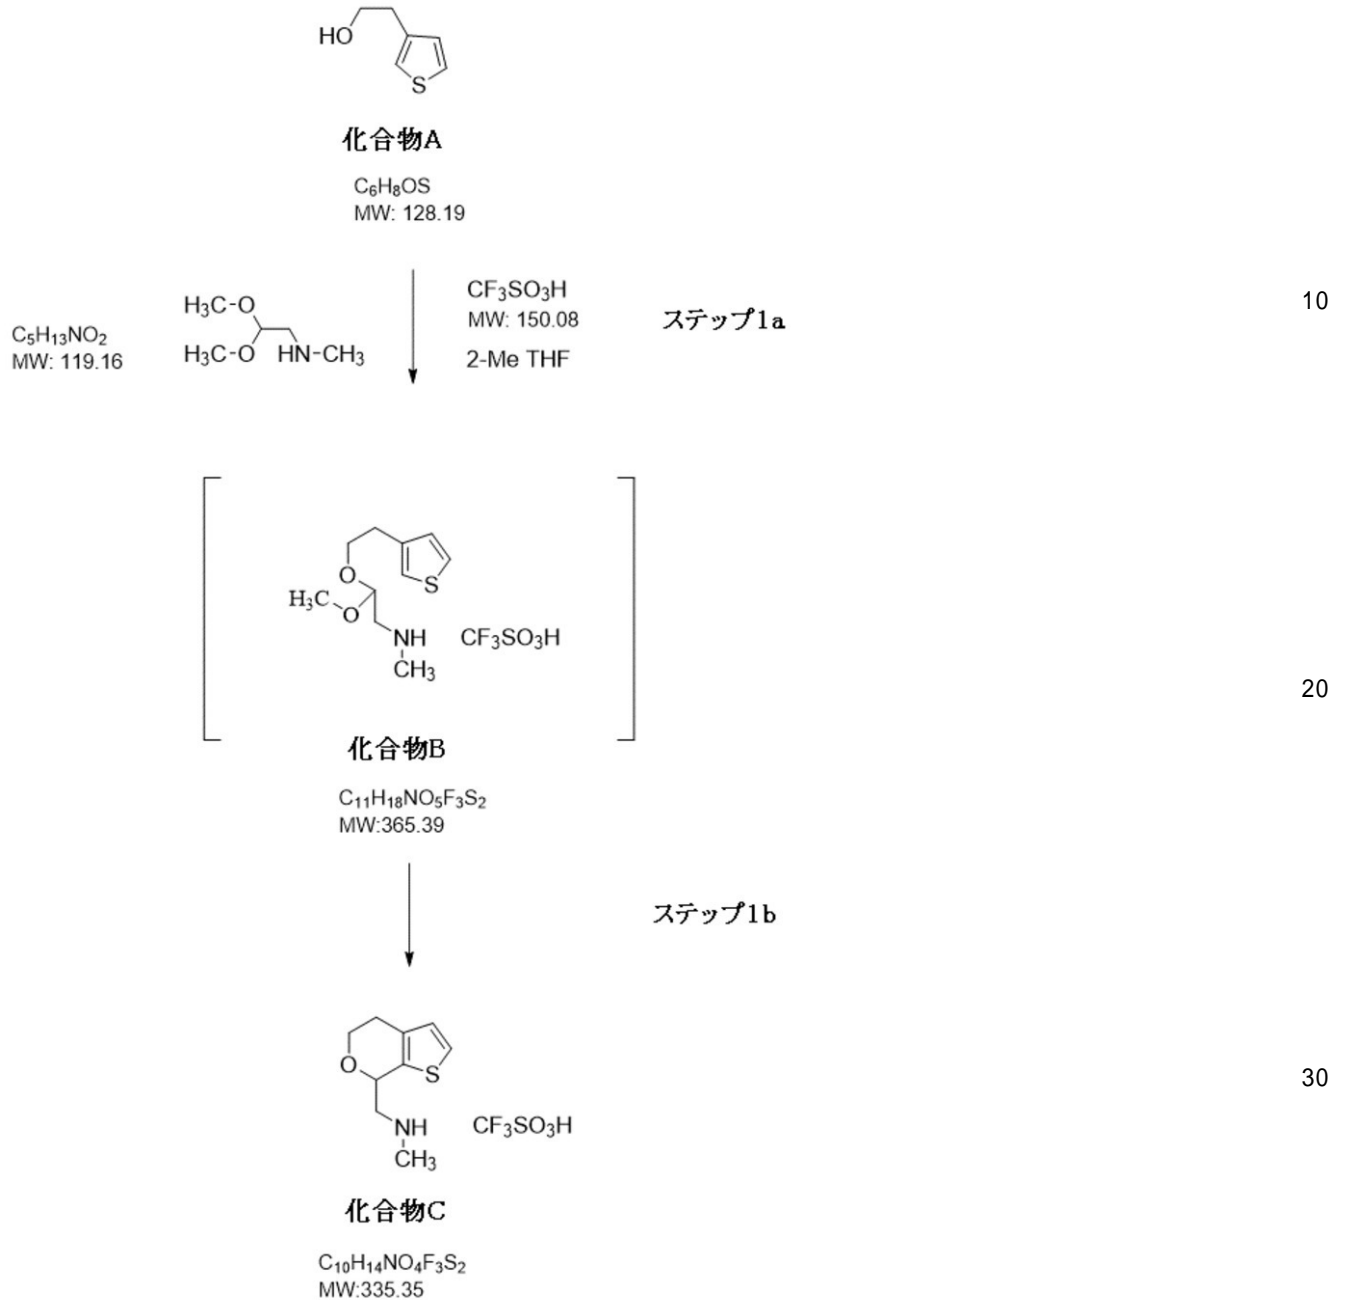 HO
S
化合物A
C₆H₈OS
MW: 128.19
10
C₅H₁₃NO₂
MW: 119.16
H₃C-O
H₃C-O HN-CH₃
CF₃SO₃H
MW: 150.08
2-Me THF
ステップ1a
O
S
H₃C
O
NH
CH₃
CF₃SO₃H
20
化合物B
C₁₁H₁₈NO₅F₃S₂
MW:365.39
ステップ1b
O
S
NH
CH₃
CF₃SO₃H
30
化合物C
C₁₀H₁₄NO₄F₃S₂
MW:335.35